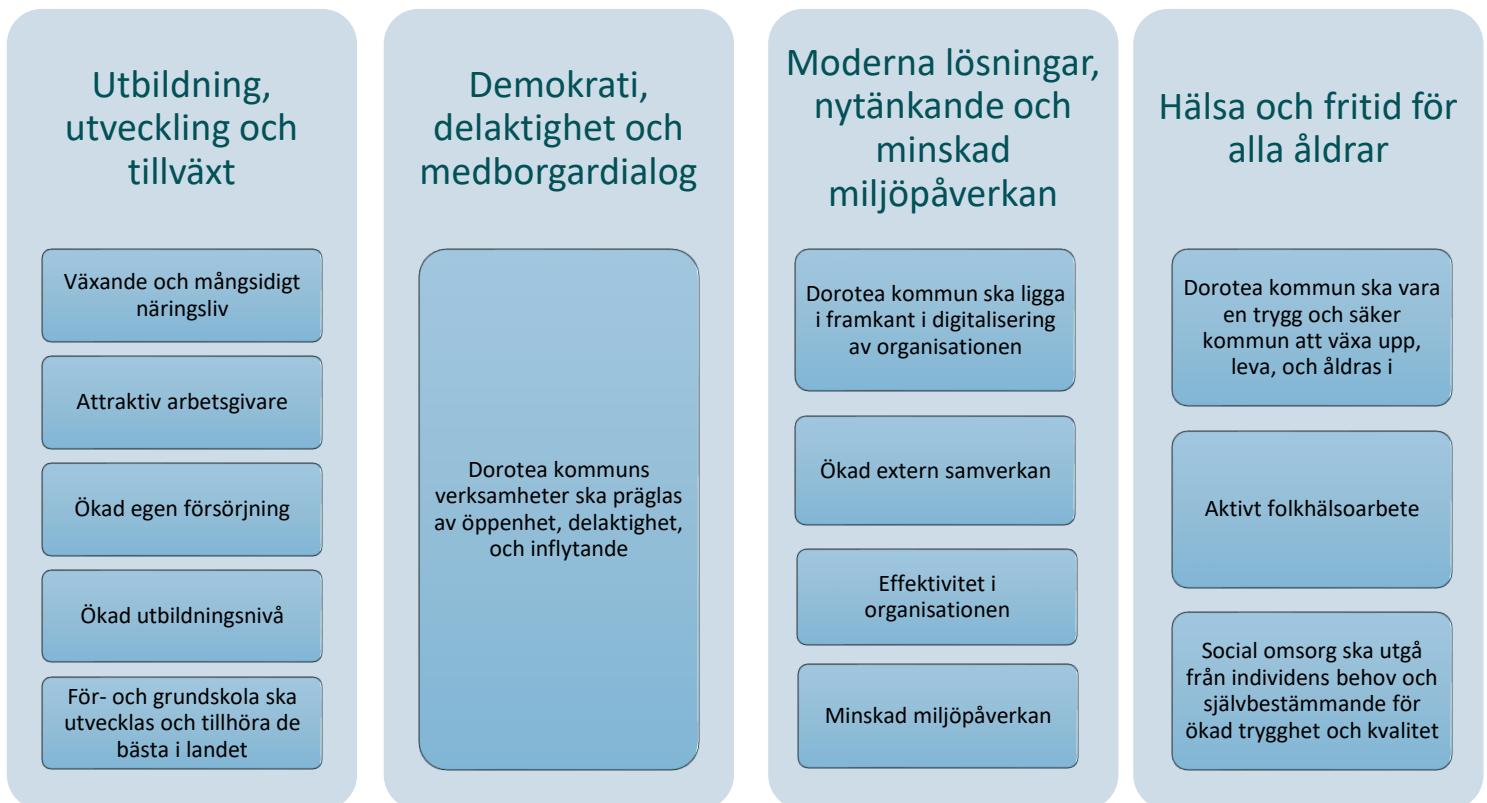 Utbildning,
utveckling och
tillväxt
Växande och mångsidigt
näringsliv
Attraktiv arbetsgivare
Ökad egen försörjning
Ökad utbildningsnivå
För- och grundskola ska
utvecklas och tillhöra de
bästa i landet
Demokrati,
delaktighet och
medborgardialog
Dorotea kommuns
verksamheter ska präglas
av öppenhet, delaktighet,
och inflytande
Moderna lösningar,
nytänkande och
minskad
miljöpåverkan
Dorotea kommun ska ligga
i framkant i digitalisering
av organisationen
Ökad extern samverkan
Effektivitet i
organisationen
Minskad miljöpåverkan
Hälsa och fritid för
alla åldrar
Dorotea kommun ska vara
en trygg och säker
kommun att växa upp,
leva, och åldras i
Aktivt folkhälsoarbete
Social omsorg ska utgå
från individens behov och
självbestämmande för
ökad trygghet och kvalitet